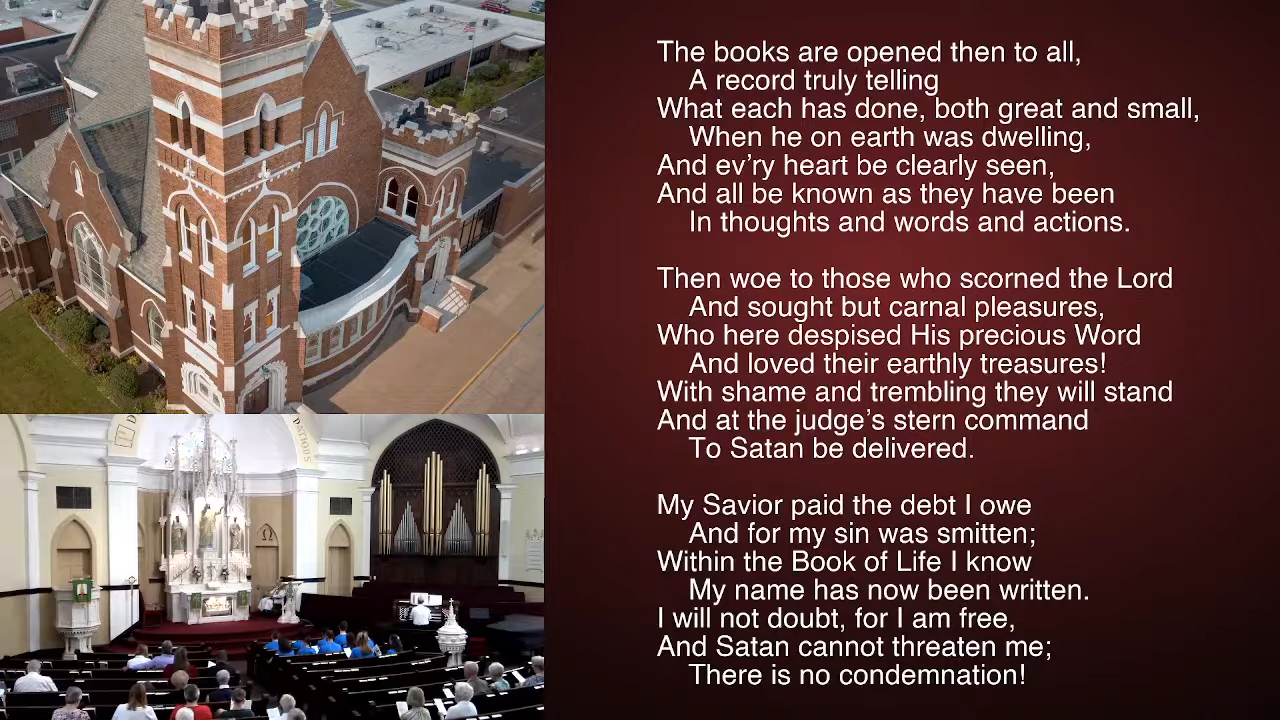 The books are opened then to all,
A record truly telling
What each has done, both great and small,
When he on earth was dwelling,
And ev’ry heart be clearly seen,
And all be known as they have been
In thoughts and words and actions.
Then woe to those who scorned the Lord
And sought but carnal pleasures,
Who here despised His precious Word
And loved their earthly treasures!
With shame and trembling they will stand
And at the judge’s stern command
To Satan be delivered.
My Savior paid the debt I owe
And for my sin was smitten;
Within the Book of Life I know
My name has now been written.
I will not doubt, for I am free,
And Satan cannot threaten me;
There is no condemnation!